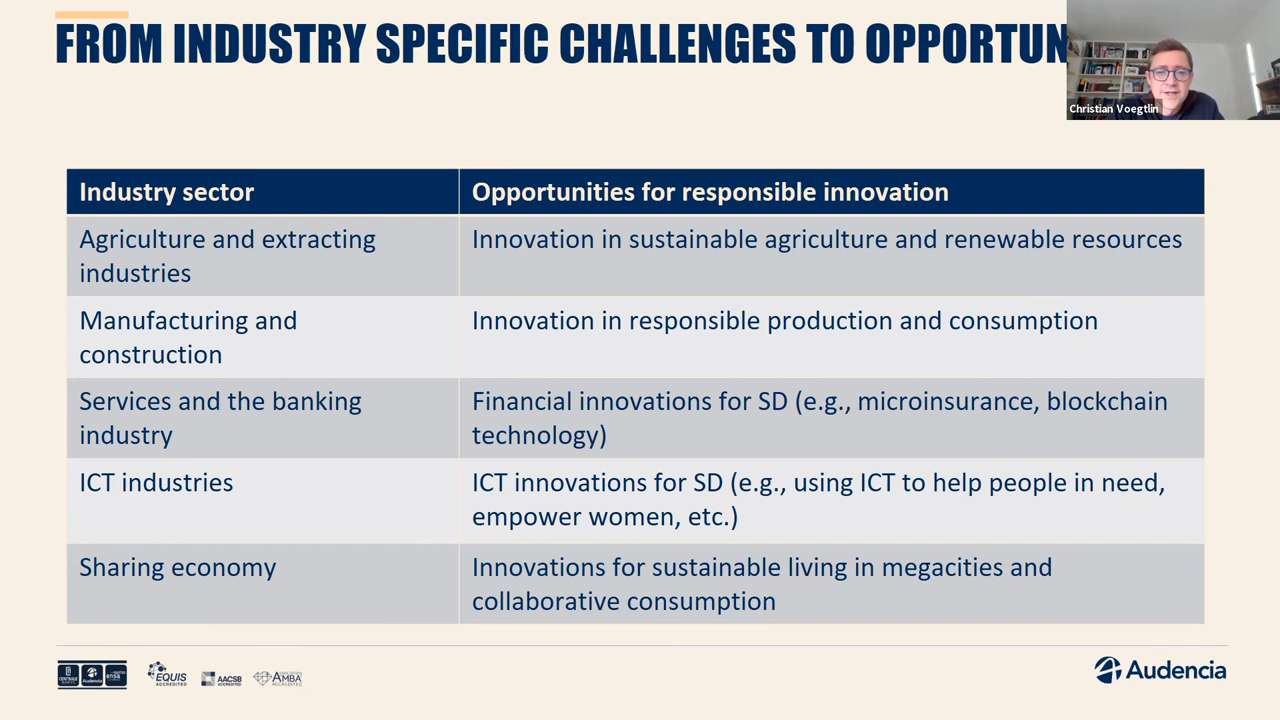 FROM INDUSTRY SPECIFIC CHALLENGES TO OPPORTUN
Christian Voegtlin
Industry sector
Opportunities for responsible innovation
Agriculture and extracting
industries
Innovation in sustainable agriculture and renewable resources
Manufacturing and
construction
Innovation in responsible production and consumption
Services and the banking
industry
Financial innovations for SD (e.g., microinsurance, blockchain
technology)
ICT industries
ICT innovations for SD (e.g., using ICT to help people in need,
empower women, etc.)
Sharing economy
Innovations for sustainable living in megacities and
collaborative consumption
EQUIS
ACCREDITED
AACSB
ACCREDITED
AMBA
ACCREDITED
Audencia